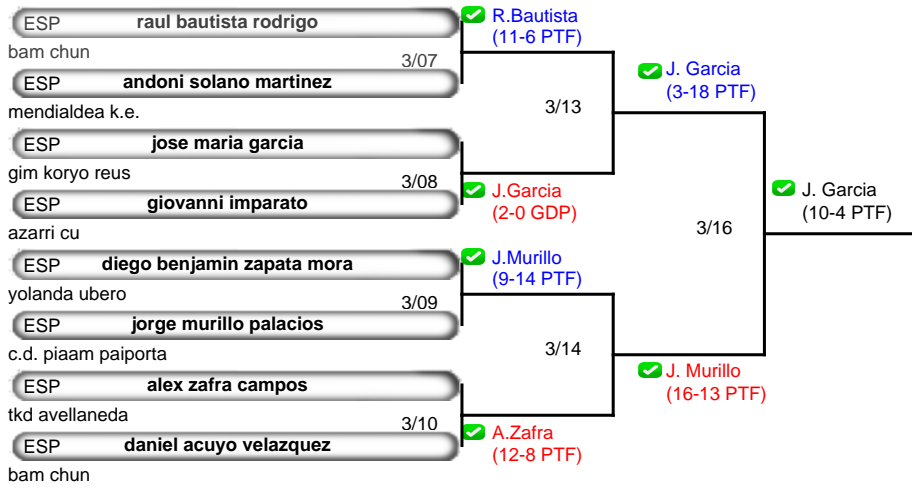 ESP raul bautista rodrigo
bam chun
3/07
ESP andoni solano martinez
mendialdea k.e.
ESP jose maria garcia
gim koryo reus
3/08
ESP giovanni imparato
azarri cu
ESP diego benjamin zapata mora
yolanda ubero
3/09
ESP jorge murillo palacios
c.d. piaam paiporta
ESP alex zafra campos
tkd avellaneda
3/10
ESP daniel acuyo velazquez
bam chun
R.Bautista
(11-6 PTF)
3/13
J.Garcia
(2-0 GDP)
J.Murillo
(9-14 PTF)
3/14
A.Zafra
(12-8 PTF)
J. Garcia
(3-18 PTF)
3/16
J. Murillo
(16-13 PTF)
J. Garcia
(10-4 PTF)